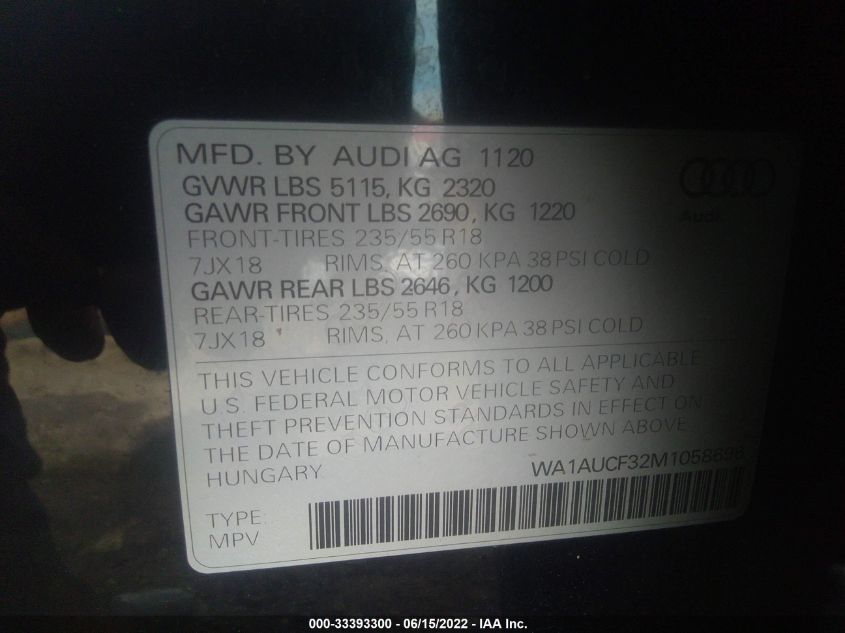 MFD. BY AUDI AG 1120
GVWR LBS 5115, KG 2320
GAWR FRONT LBS 2690, KG 1220
FRONT-TIRES 235/55 R18
7JX18 RIMS, AT 260 KPA 38 PSI COLD
GAWR REAR LBS 2646, KG 1200
REAR-TIRES 235/55 R18
7JX18 RIMS, AT 260 KPA 38 PSI COLD
Audi
THIS VEHICLE CONFORMS TO ALL APPLICABLE
U.S. FEDERAL MOTOR VEHICLE SAFETY AND
THEFT PREVENTION STANDARDS IN EFFECT ON
THE DATE OF MANUFACTURE SHOWN ABOVE.
HUNGARY
WA1AUCF32M1058698
TYPE:
MPV
000-33393300 - 06/15/2022 - IAA Inc.